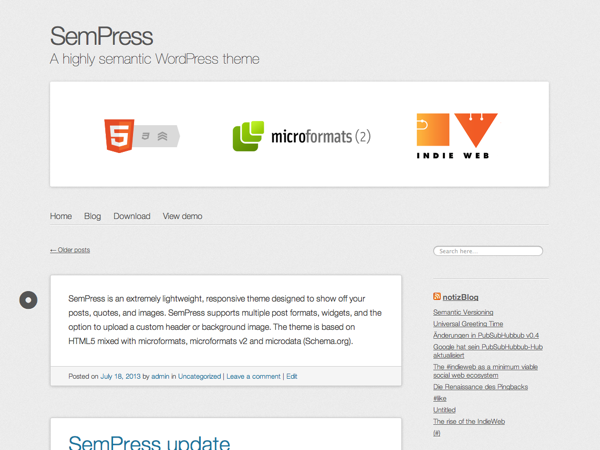 SemPress
A highly semantic WordPress theme
5
microformats (2)
INDIE WEB
Home Blog Download View demo
← Older posts
Search here...
SemPress is an extremely lightweight, responsive theme designed to show off your
posts, quotes, and images. SemPress supports multiple post formats, widgets, and the
option to upload a custom header or background image. The theme is based on
HTML5 mixed with microformats, microformats v2 and microdata (Schema.org).
Posted on July 18, 2013 by admin in Uncategorized | Leave a comment | Edit
SemPress update
notizBlog
Semantic Versioning
Universal Greeting Time
Änderungen in PubSubHubbub v0.4
Google hat sein PubSubHubbub-Hub
aktualisiert
The #indieweb as a minimum viable
social web ecosystem
Die Renaissance des Pingbacks
#like
Untitled
The rise of the IndieWeb
(#)